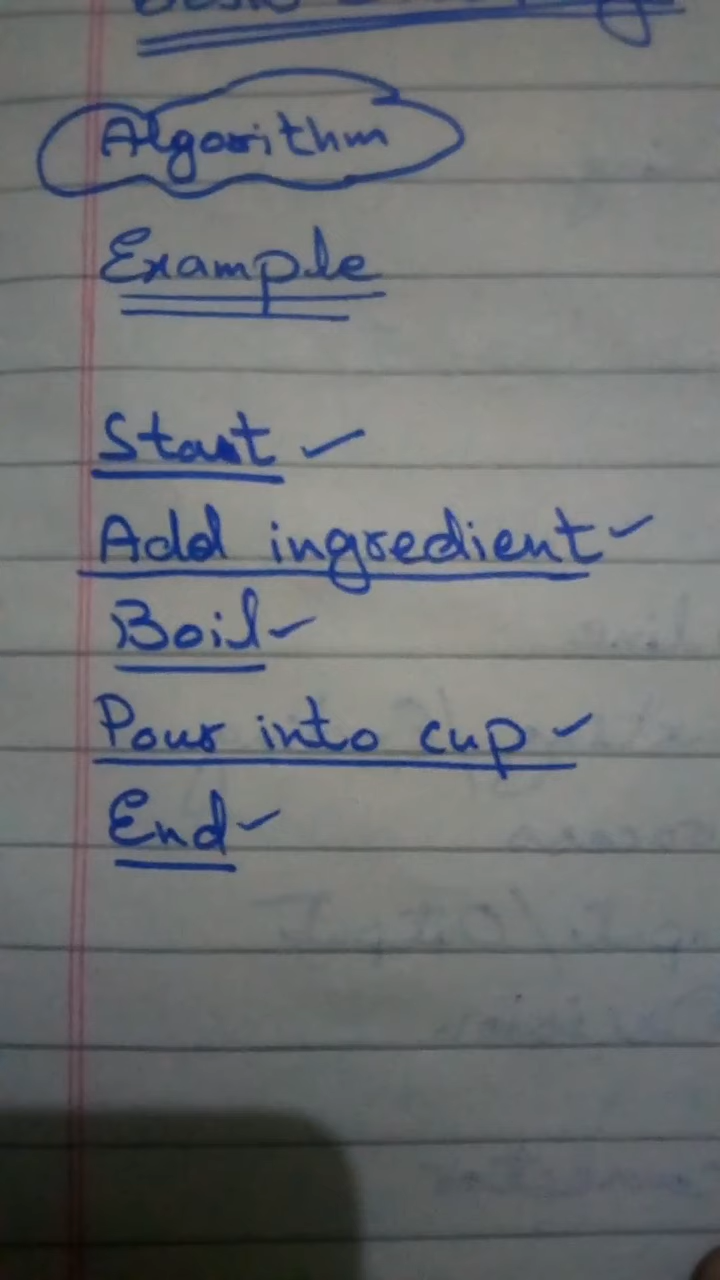 Algorithm
Example
Start ✓
Add ingredient ✓
Boil ✓
Pour into cup ✓
End ✓